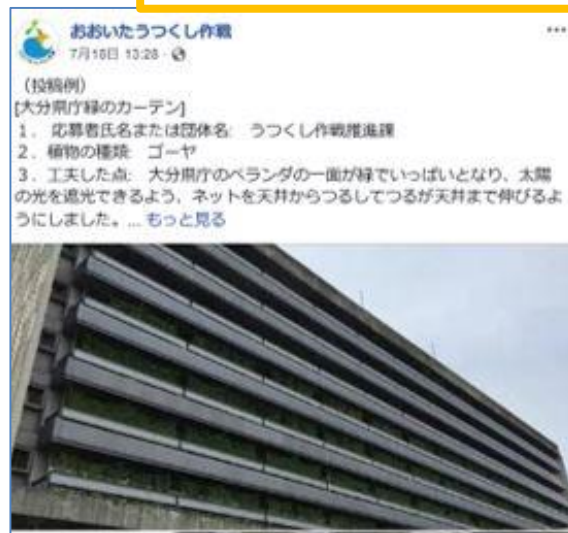 おおいたうつくし作戦
7月18日 13:28
（投稿例）
[大分県庁緑のカーテン]
１． 応募者氏名または団体名: うつくし作戦推進課
２． 植物の種類: ゴーヤ
３． 工夫した点: 大分県庁のベランダの一面が緑でいっぱいとなり、太陽
の光を遮光できるよう、ネットを天井からつるしてつるが天井まで伸びるよ
うにしました。... もっと見る